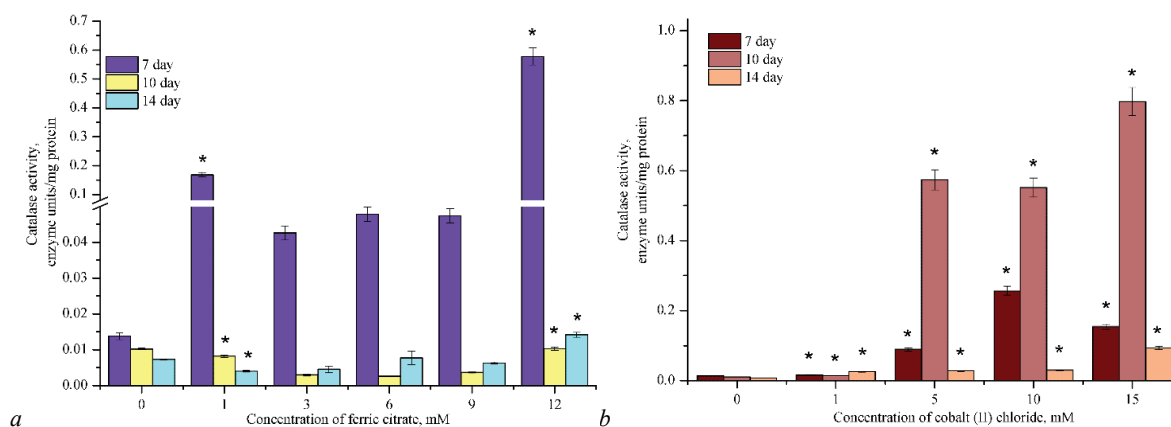 0.7
0.6
0.5
0.4
0.3
0.2
0.1
0.04
0.03
0.02
0.01
0.00
Catalase activity,
enzyme units/mg protein
7 day
10 day
14 day
*
*
*
*
*
*
0 1 3 6 9 12
Concentration of ferric citrate, mM
a
1.0
0.8
0.6
0.4
0.2
0.0
Catalase activity,
enzyme units/mg protein
7 day
10 day
14 day
* * *
* * *
* * *
* * *
0 1 5 10 15
Concentration of cobalt (II) chloride, mM
b